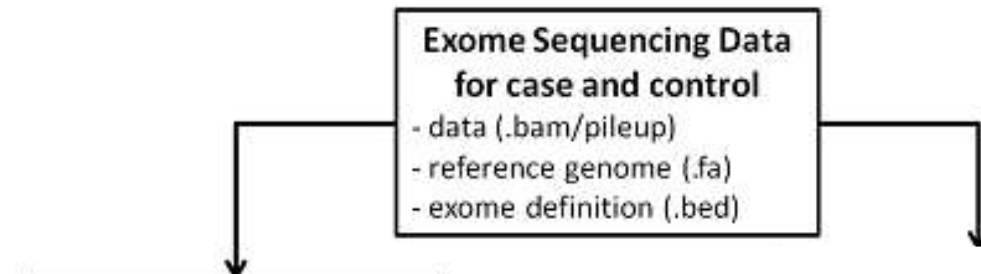 Exome Sequencing Data
for case and control
- data (.bam/pileup)
- reference genome (.fa)
- exome definition (.bed)